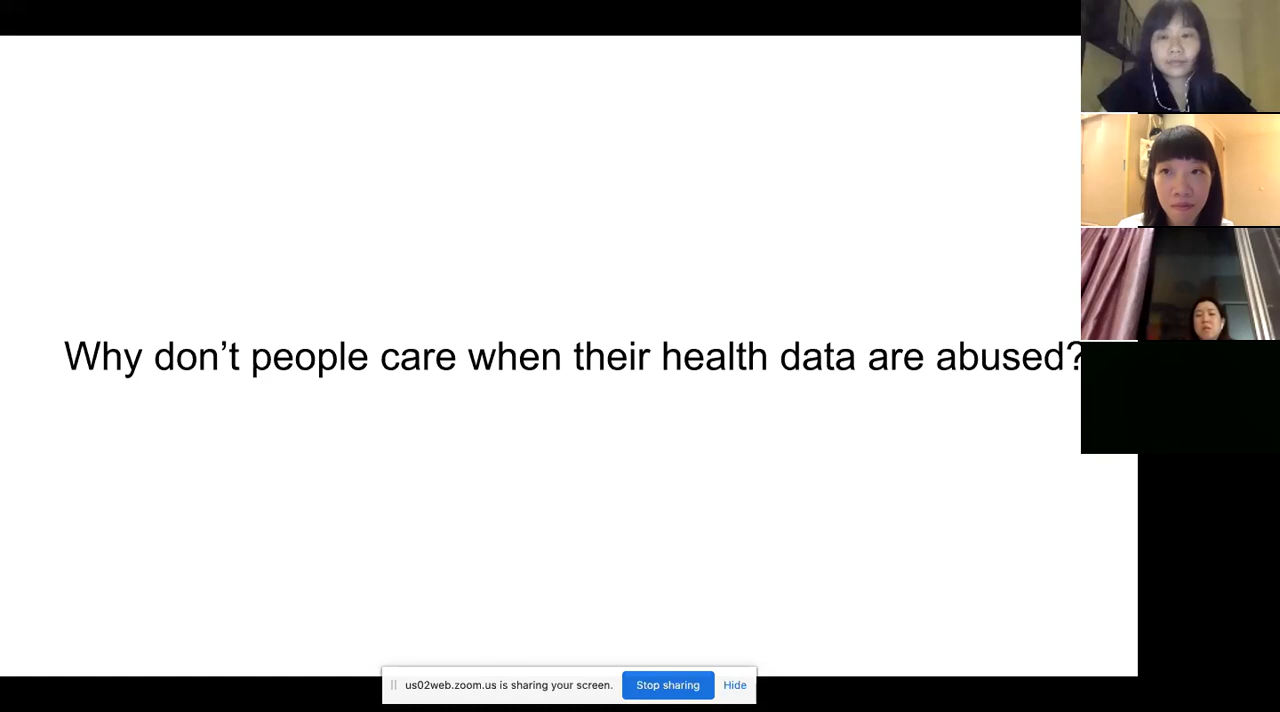 Why don’t people care when their health data are abused?
us02web.zoom.us is sharing your screen. Stop sharing Hide